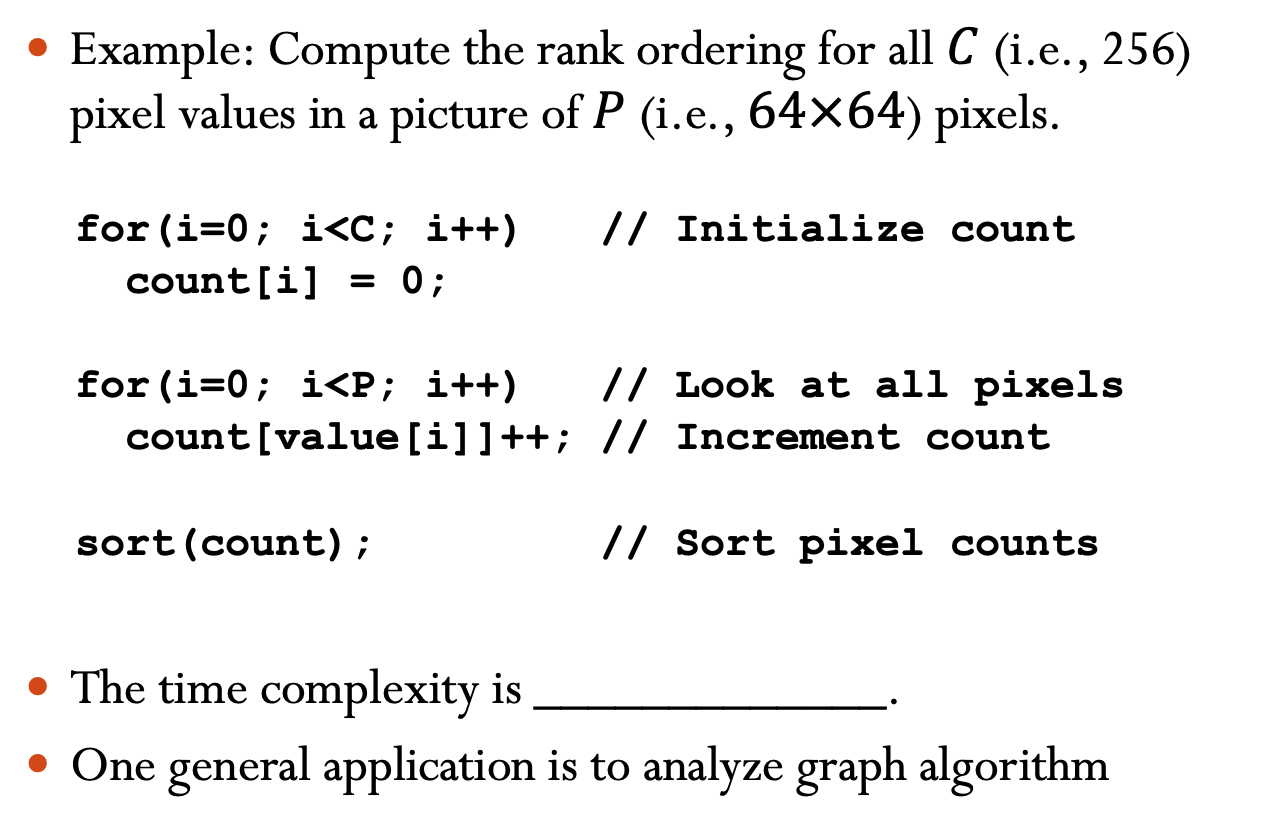 • Example: Compute the rank ordering for all C (i.e., 256)
pixel values in a picture of P (i.e., 64×64) pixels.
for(i=0; i<C; i++) // Initialize count
count[i] = 0;
for(i=0; i<P; i++) // Look at all pixels
count[value[i]]++; // Increment count
sort(count); // Sort pixel counts
• The time complexity is ______________.
• One general application is to analyze graph algorithm